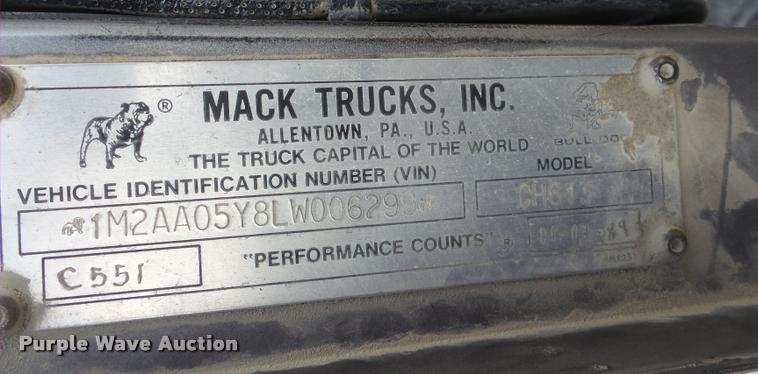 ® MACK TRUCKS, INC.
ALLENTOWN, PA., U.S.A.
THE TRUCK CAPITAL OF THE WORLD
VEHICLE IDENTIFICATION NUMBER (VIN) MODEL
CH613
C551 "PERFORMANCE COUNTS" ®
Purple Wave Auction